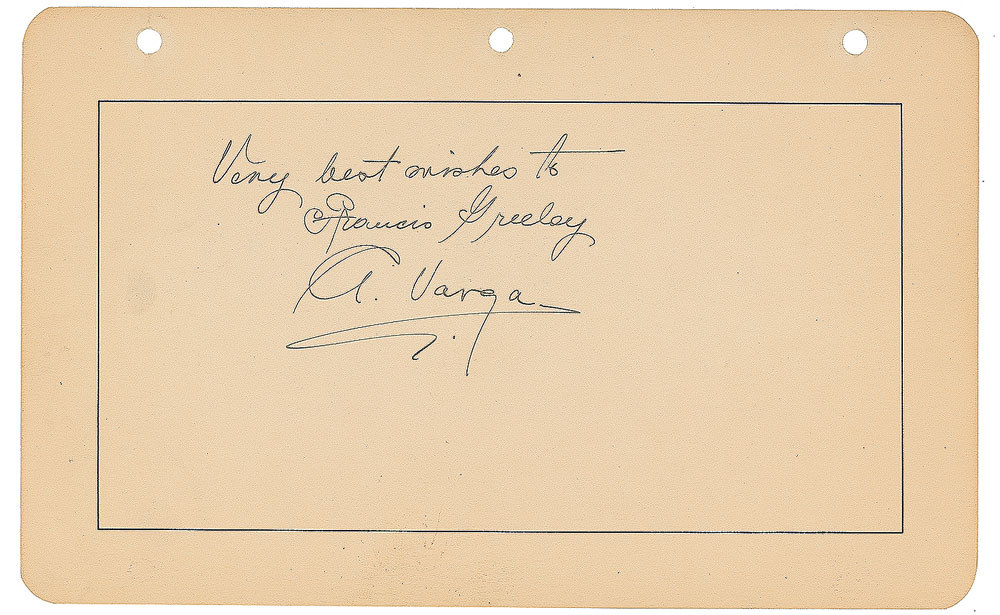 Very best wishes to
Francis Greeley
A. Varga